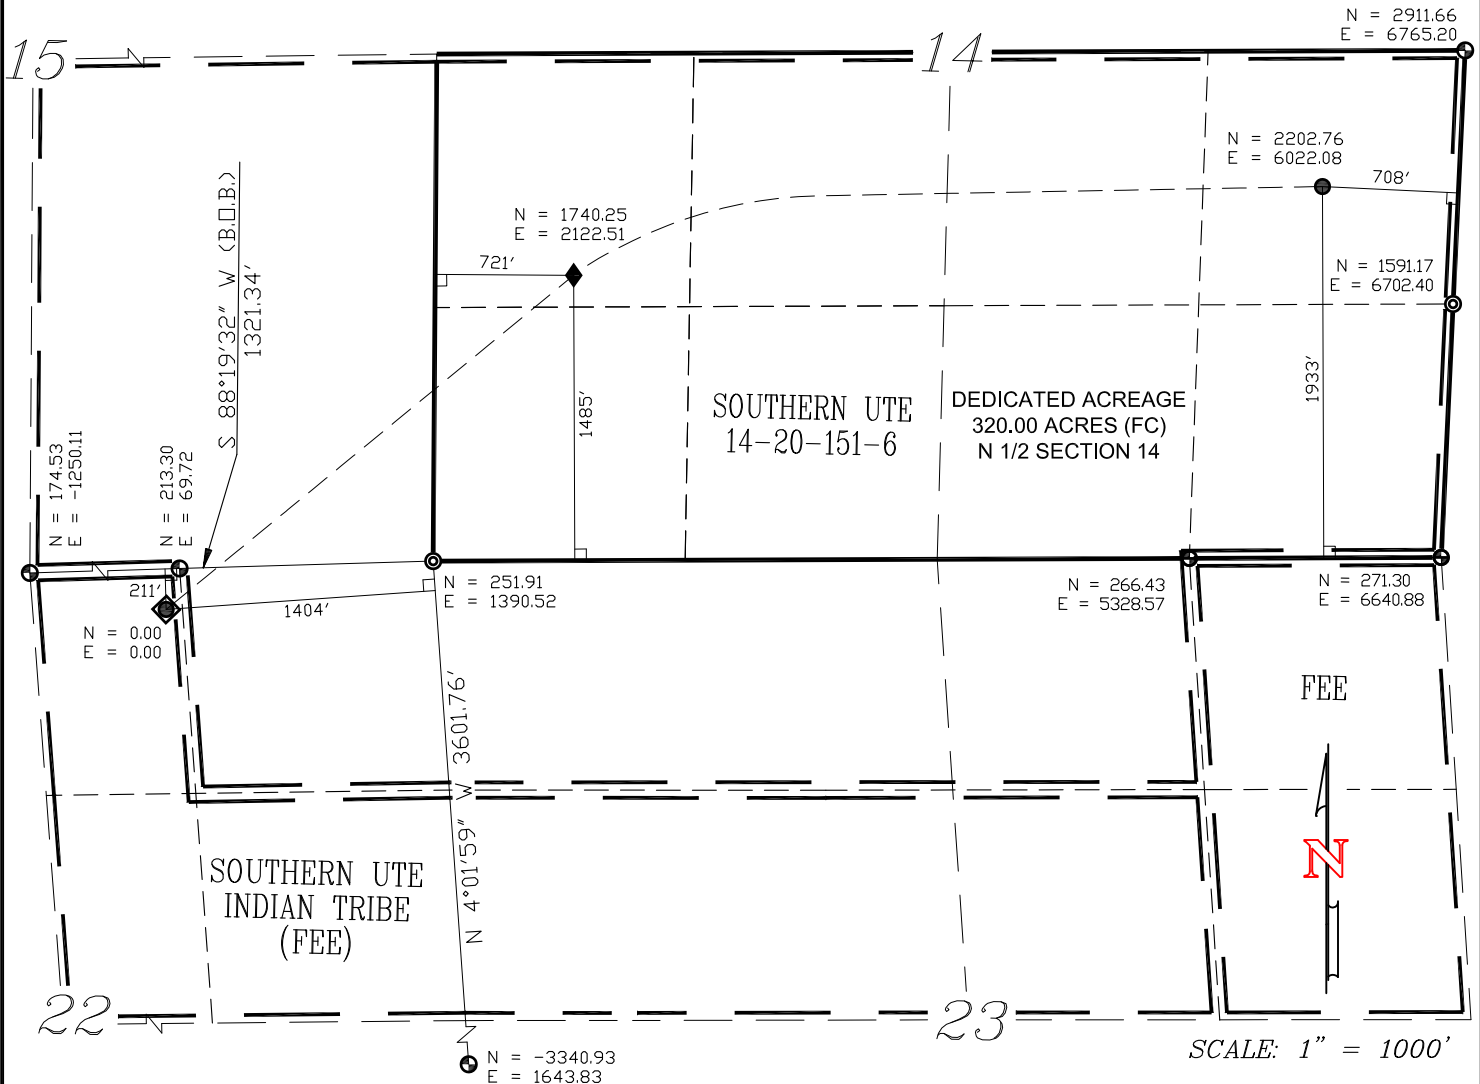 N = 2911.66
E = 6765.20
15
14
N = 2202.76
E = 6022.08
708'
N = 1740.25
E = 2122.51
721'
S 88°19'32" W (B.O.B.)
1321.34'
N = 1591.17
E = 6702.40
1485'
1933'
SOUTHERN UTE
14-20-151-6
DEDICATED ACREAGE
320.00 ACRES (FC)
N 1/2 SECTION 14
N = 174.53
E = -1250.11
N = 213.30
E = 69.72
211'
1404'
N = 251.91
E = 1390.52
N = 266.43
E = 5328.57
N = 271.30
E = 6640.88
N = 0.00
E = 0.00
FEE
N 4°01'59" W 3601.76'
N
SOUTHERN UTE
INDIAN TRIBE
(FEE)
22
23
SCALE: 1" = 1000'
N = -3340.93
E = 1643.83